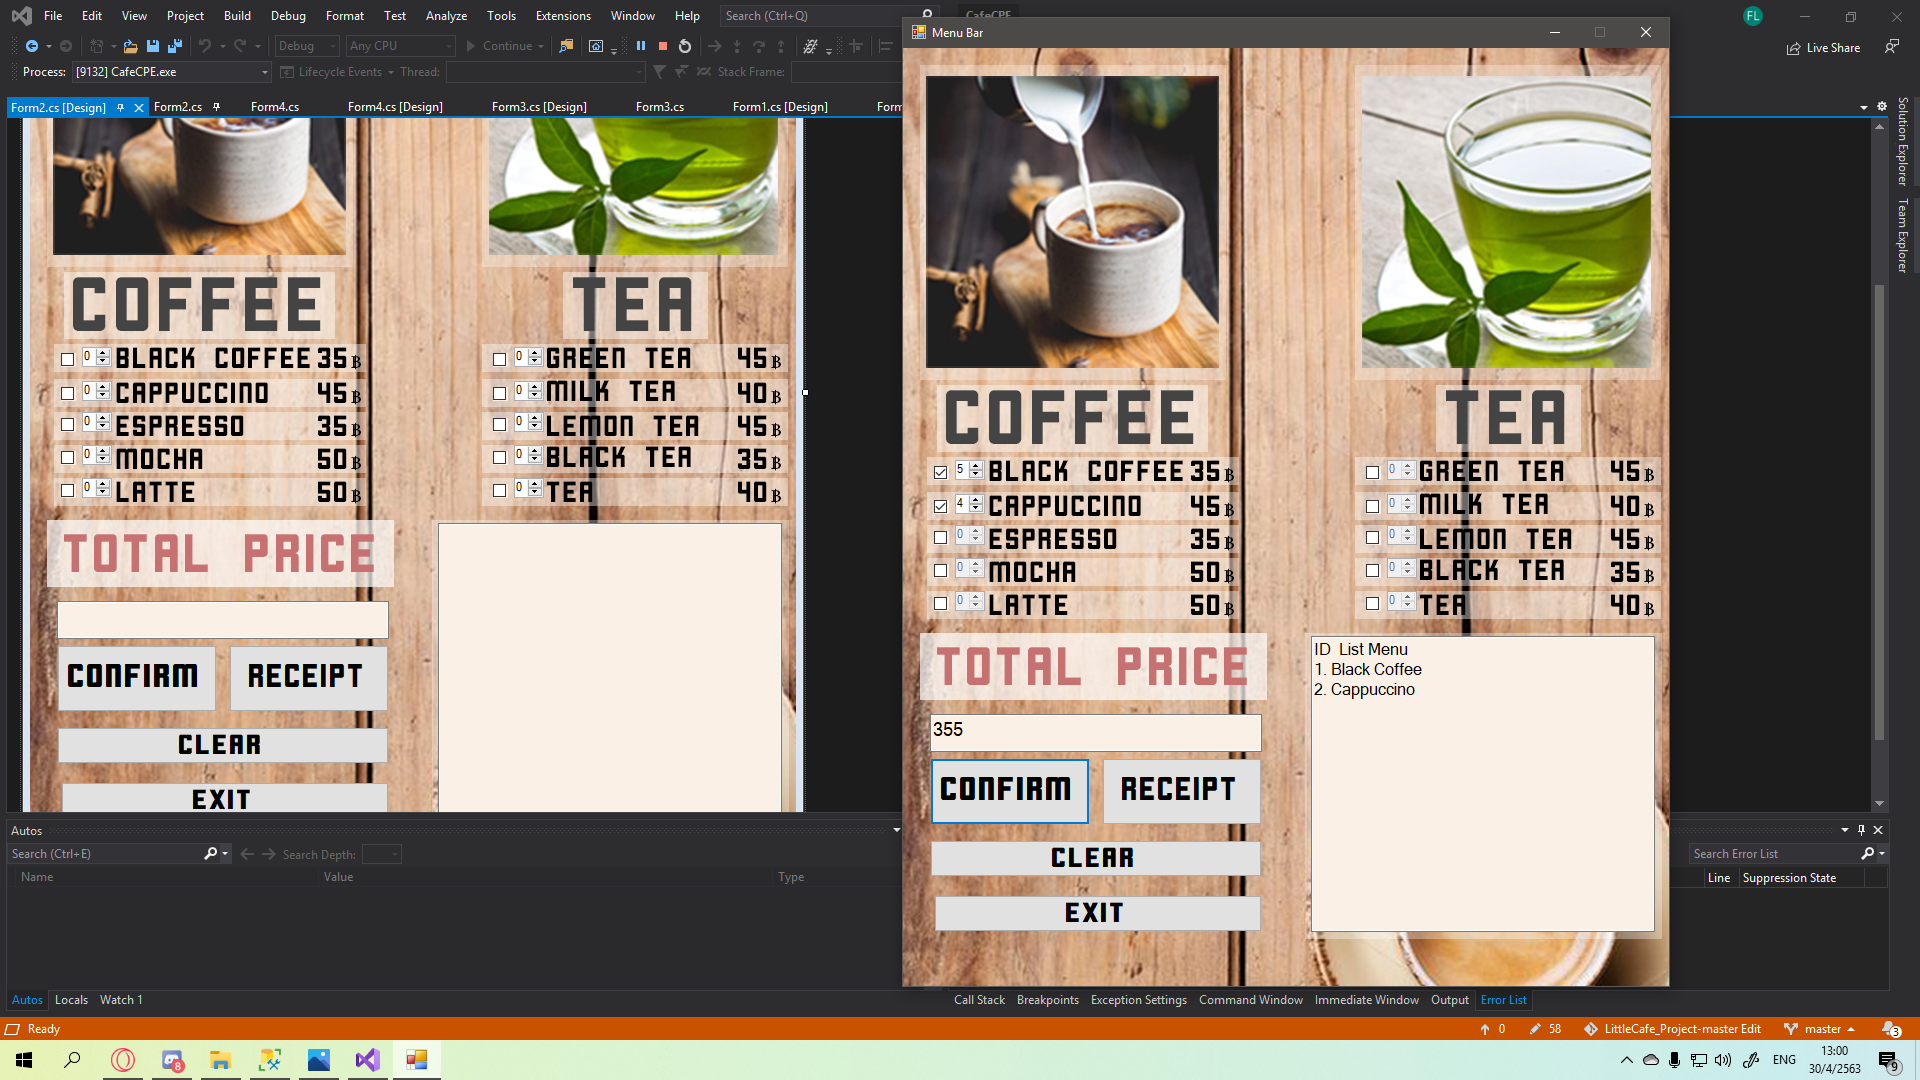 File Edit View Project Build Debug Format Test Analyze Tools Extensions Window Help Search (Ctrl+Q) CafeCPE FL
Debug Any CPU Continue
Live Share
Process: [9132] CafeCPE.exe Lifecycle Events Thread: Stack Frame:
Form2.cs [Design] Form2.cs Form4.cs Form4.cs [Design] Form3.cs [Design] Form3.cs Form1.cs [Design] Form
COFFEE TEA
0 BLACK COFFEE 35 ฿ 0 GREEN TEA 45 ฿
0 CAPPUCCINO 45 ฿ 0 MILK TEA 40 ฿
0 ESPRESSO 35 ฿ 0 LEMON TEA 45 ฿
0 MOCHA 50 ฿ 0 BLACK TEA 35 ฿
0 LATTE 50 ฿ 0 TEA 40 ฿
TOTAL PRICE
CONFIRM RECEIPT
CLEAR
EXIT
Menu Bar
COFFEE TEA
5 BLACK COFFEE 35 ฿ 0 GREEN TEA 45 ฿
4 CAPPUCCINO 45 ฿ 0 MILK TEA 40 ฿
0 ESPRESSO 35 ฿ 0 LEMON TEA 45 ฿
0 MOCHA 50 ฿ 0 BLACK TEA 35 ฿
0 LATTE 50 ฿ 0 TEA 40 ฿
TOTAL PRICE
355
CONFIRM RECEIPT
CLEAR
EXIT
ID List Menu
1. Black Coffee
2. Cappuccino
Solution Explorer
Team Explorer
Autos
Search (Ctrl+E) Search Depth:
Name Value Type
Search Error List
Line Suppression State
Autos Locals Watch 1
Call Stack Breakpoints Exception Settings Command Window Immediate Window Output Error List
Ready 0 58 LittleCafe_Project-master Edit master 3
8
ENG
13:00
30/4/2563
9